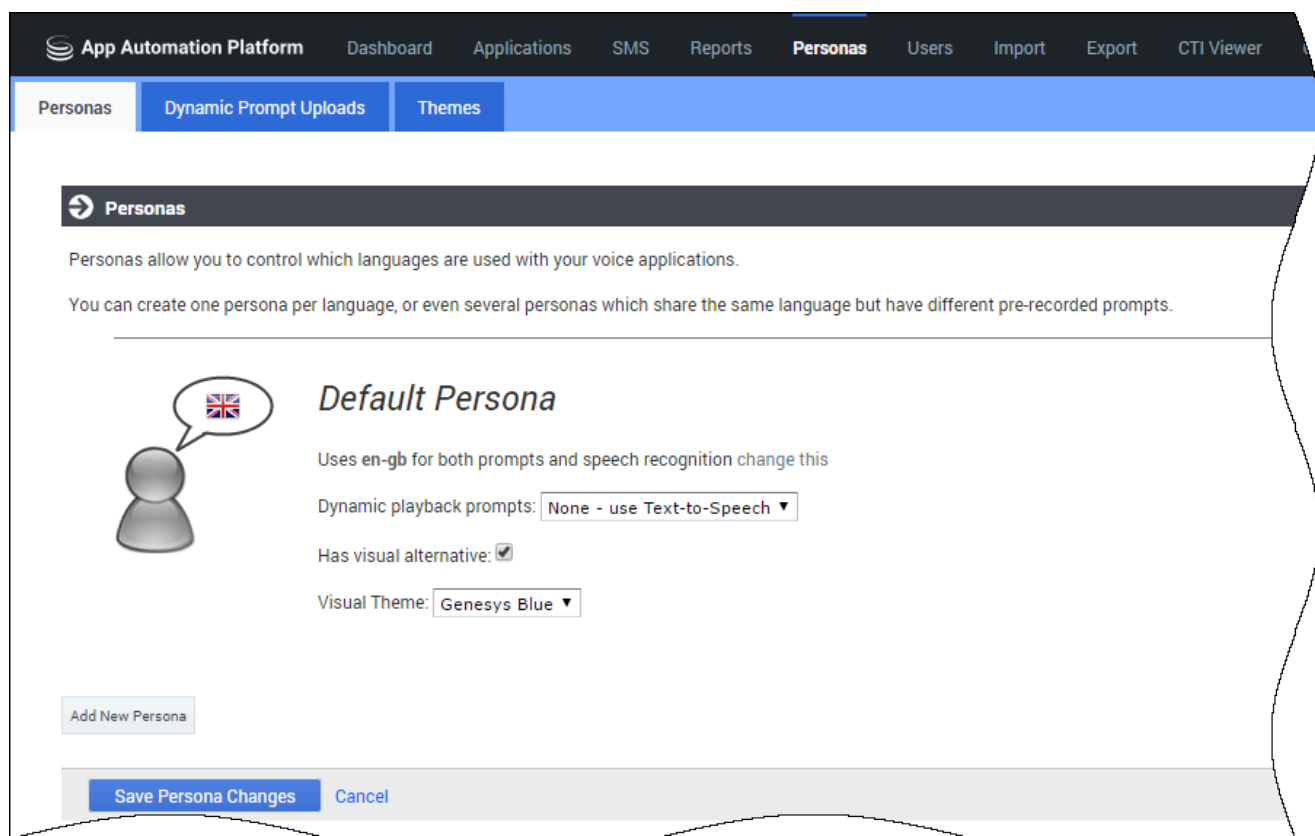 App Automation Platform Dashboard Applications SMS Reports Personas Users Import Export CTI Viewer
Personas Dynamic Prompt Uploads Themes
Personas
Personas allow you to control which languages are used with your voice applications.
You can create one persona per language, or even several personas which share the same language but have different pre-recorded prompts.
Default Persona
Uses en-gb for both prompts and speech recognition change this
Dynamic playback prompts: None - use Text-to-Speech
Has visual alternative:
Visual Theme: Genesys Blue
Add New Persona
Save Persona Changes Cancel